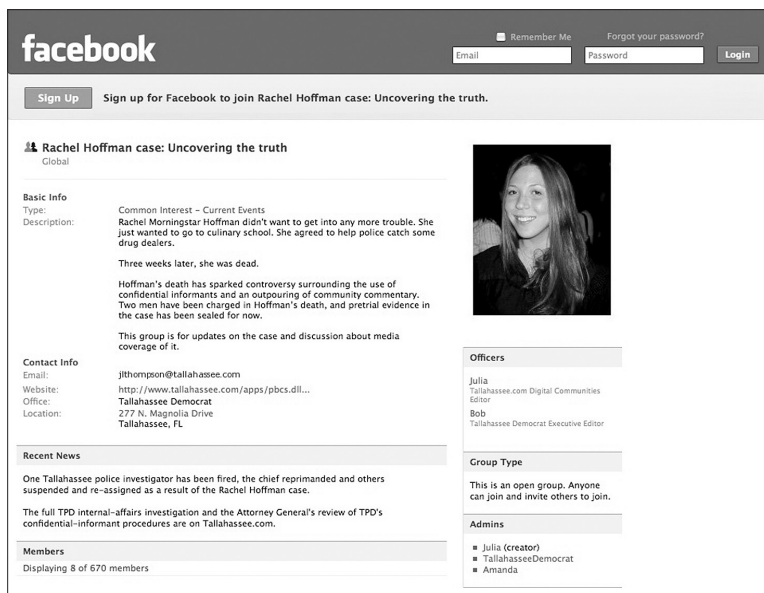 facebook
Remember Me
Forgot your password?
Email
Password
Login
Sign Up
Sign up for Facebook to join Rachel Hoffman case: Uncovering the truth.
Rachel Hoffman case: Uncovering the truth
Global
Basic Info
Type: Common Interest – Current Events
Description: Rachel Morningstar Hoffman didn't want to get into any more trouble. She
just wanted to go to culinary school. She agreed to help police catch some
drug dealers.
Three weeks later, she was dead.
Hoffman's death has sparked controversy surrounding the use of
confidential informants and an outpouring of community commentary.
Two men have been charged in Hoffman's death, and pretrial evidence in
the case has been sealed for now.
This group is for updates on the case and discussion about media
coverage of it.
Contact Info
Email: jlthompson@tallahassee.com
Website: http://www.tallahassee.com/apps/pbcs.dll...
Office: Tallahassee Democrat
Location: 277 N. Magnolia Drive
Tallahassee, FL
Recent News
One Tallahassee police investigator has been fired, the chief reprimanded and others
suspended and re-assigned as a result of the Rachel Hoffman case.
The full TPD internal-affairs investigation and the Attorney General's review of TPD's
confidential-informant procedures are on Tallahassee.com.
Members
Displaying 8 of 670 members
Officers
Julia
Tallahassee.com Digital Communities
Editor
Bob
Tallahassee Democrat Executive Editor
Group Type
This is an open group. Anyone
can join and invite others to join.
Admins
Julia (creator)
TallahasseeDemocrat
Amanda